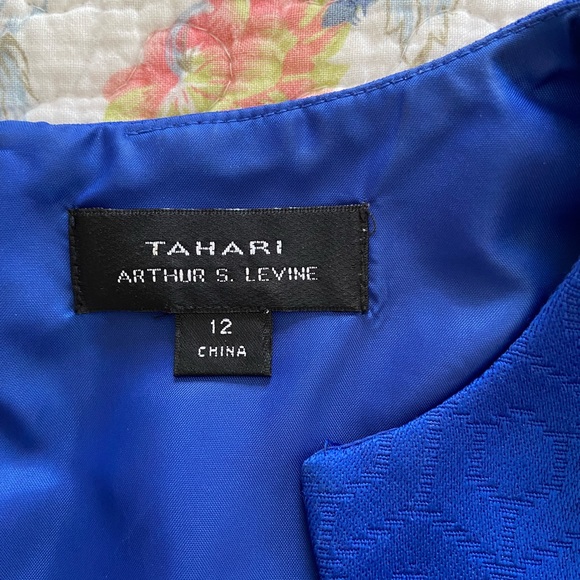 TAHARI
ARTHUR S. LEVINE
12
CHINA